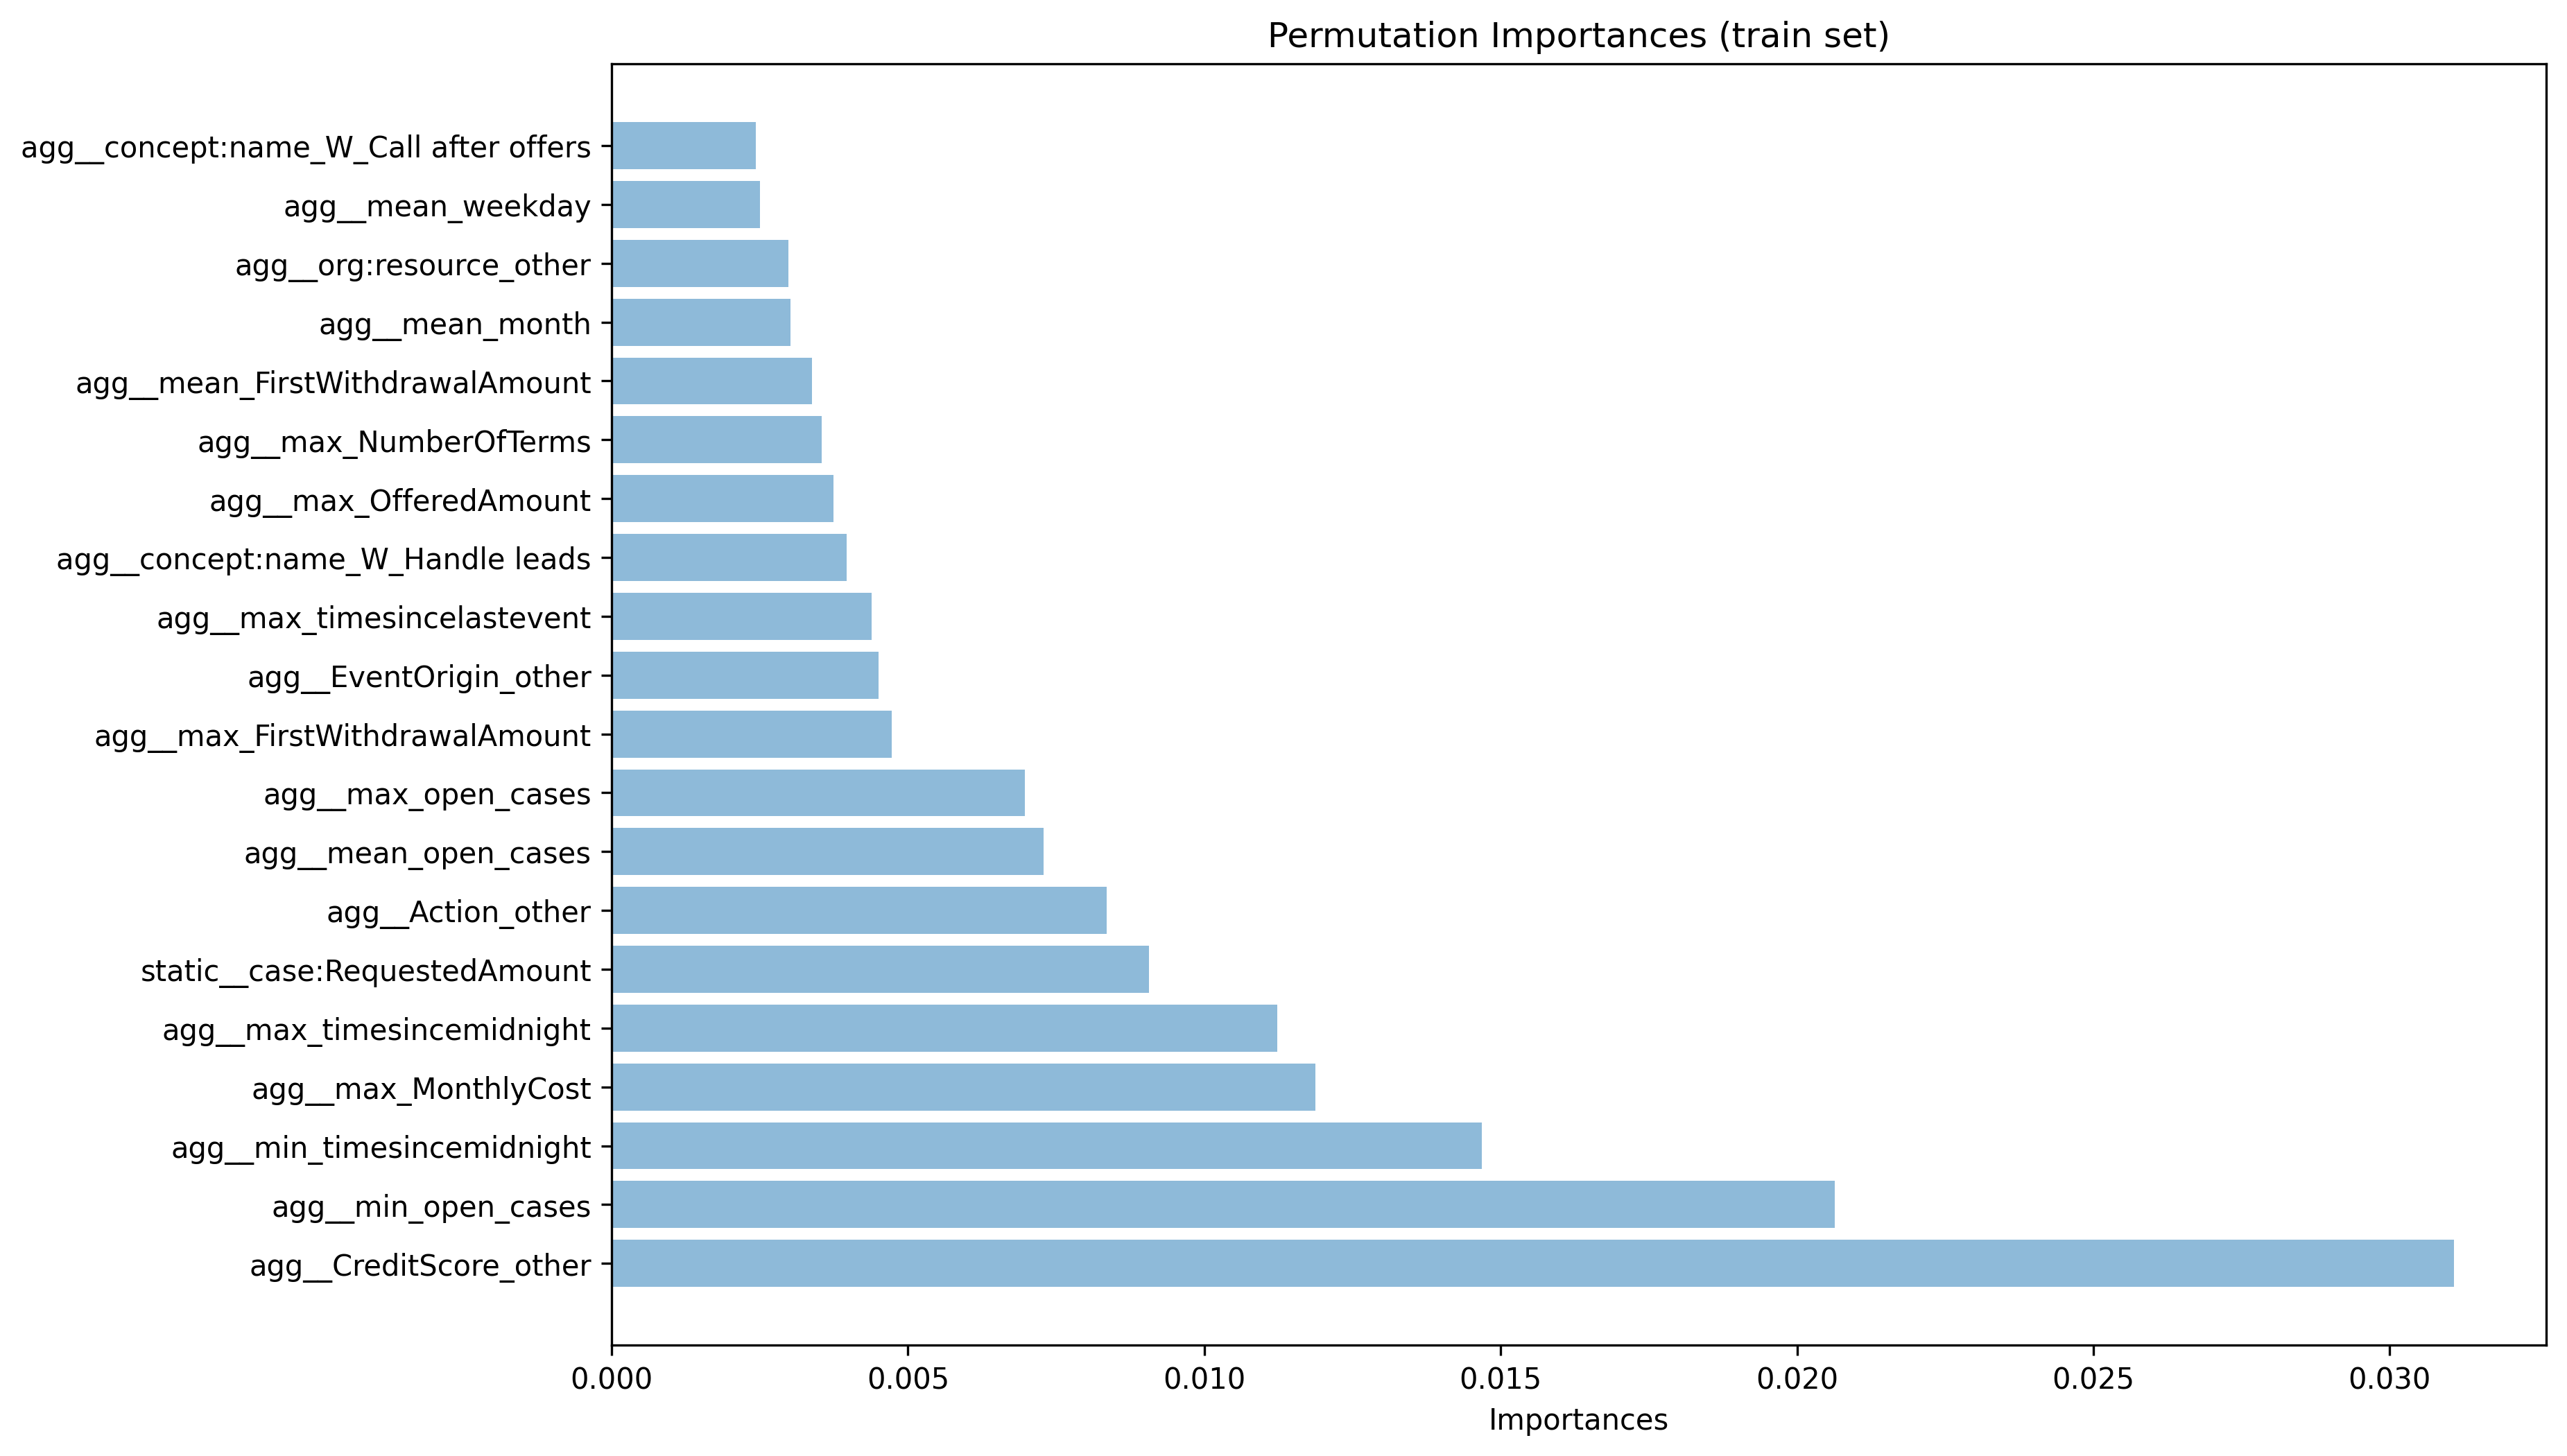 Permutation Importances (train set)
agg__concept:name_W_Call after offers
agg__mean_weekday
agg__org:resource_other
agg__mean_month
agg__mean_FirstWithdrawalAmount
agg__max_NumberOfTerms
agg__max_OfferedAmount
agg__concept:name_W_Handle leads
agg__max_timesincelastevent
agg__EventOrigin_other
agg__max_FirstWithdrawalAmount
agg__max_open_cases
agg__mean_open_cases
agg__Action_other
static__case:RequestedAmount
agg__max_timesincemidnight
agg__max_MonthlyCost
agg__min_timesincemidnight
agg__min_open_cases
agg__CreditScore_other
0.000 0.005 0.010 0.015 0.020 0.025 0.030
Importances